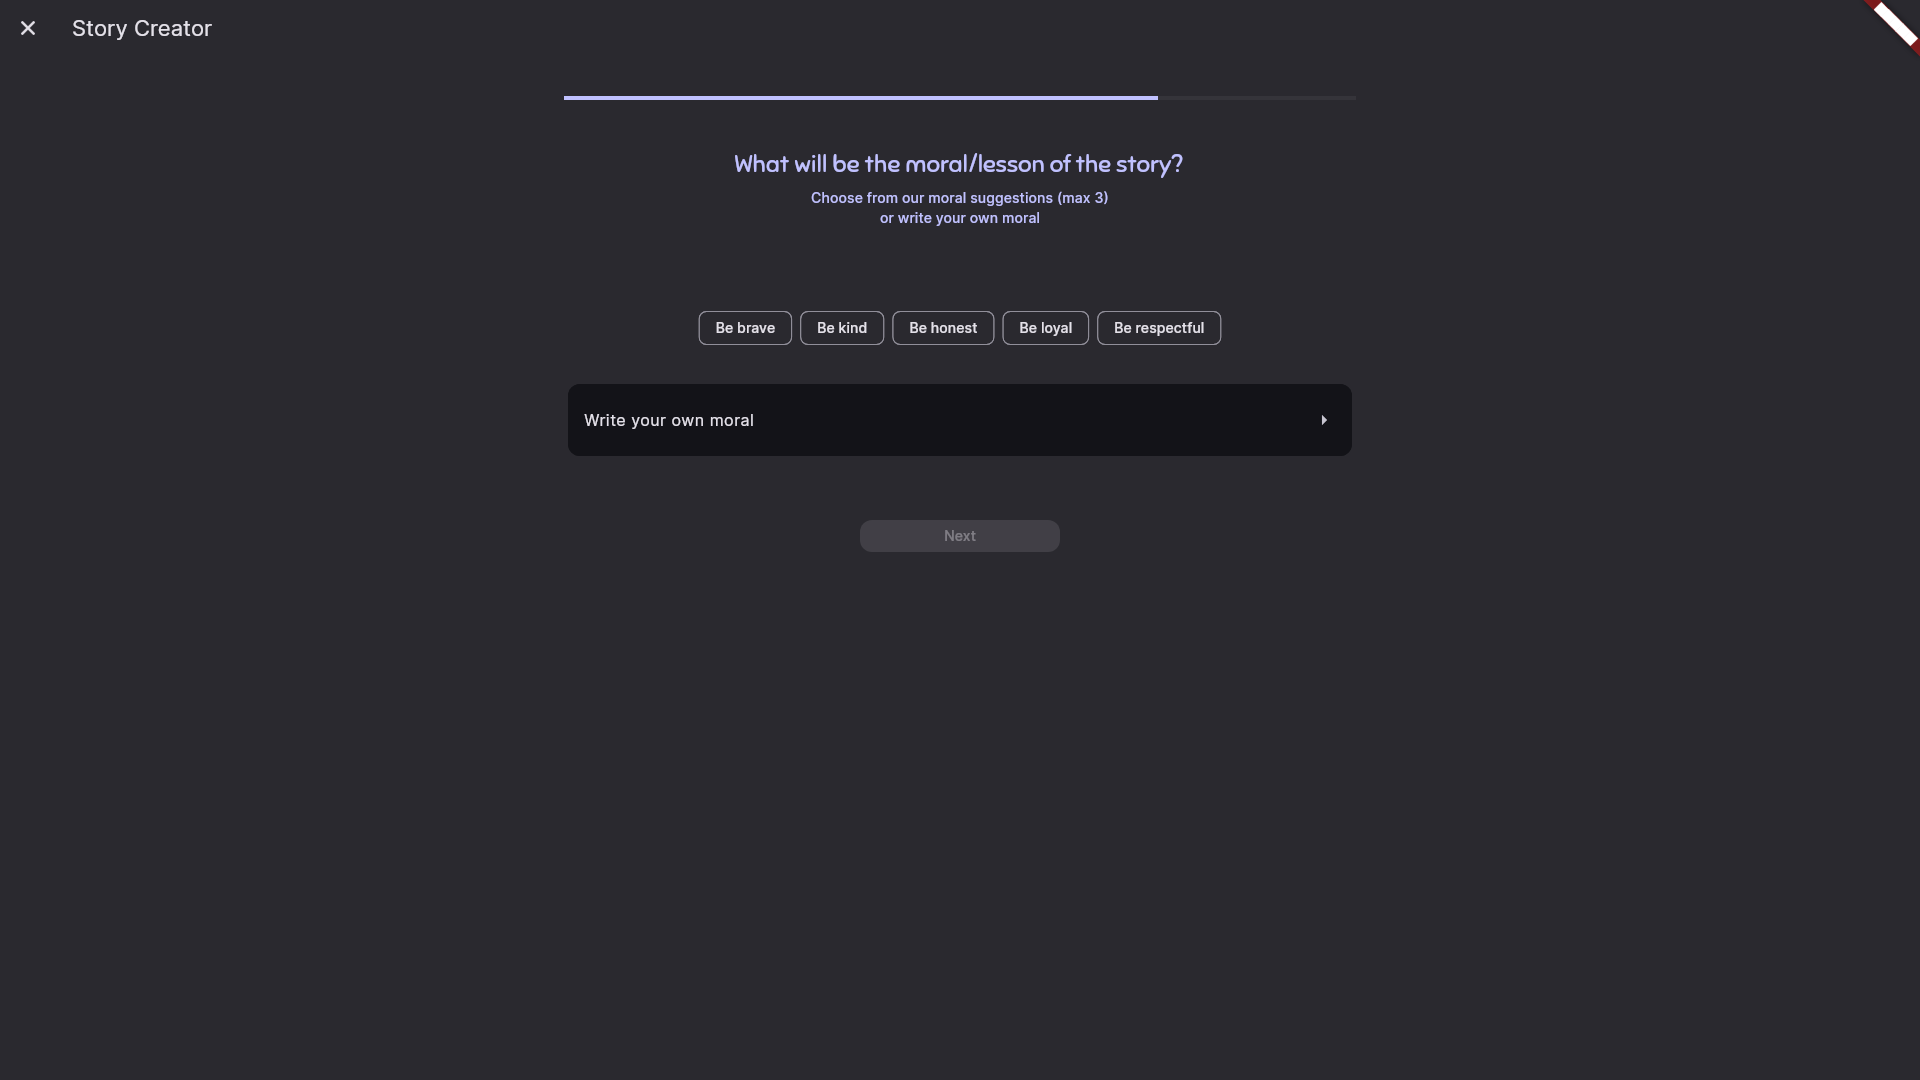 Story Creator
What will be the moral/lesson of the story?
Choose from our moral suggestions (max 3)
or write your own moral
Be brave
Be kind
Be honest
Be loyal
Be respectful
Write your own moral
Next